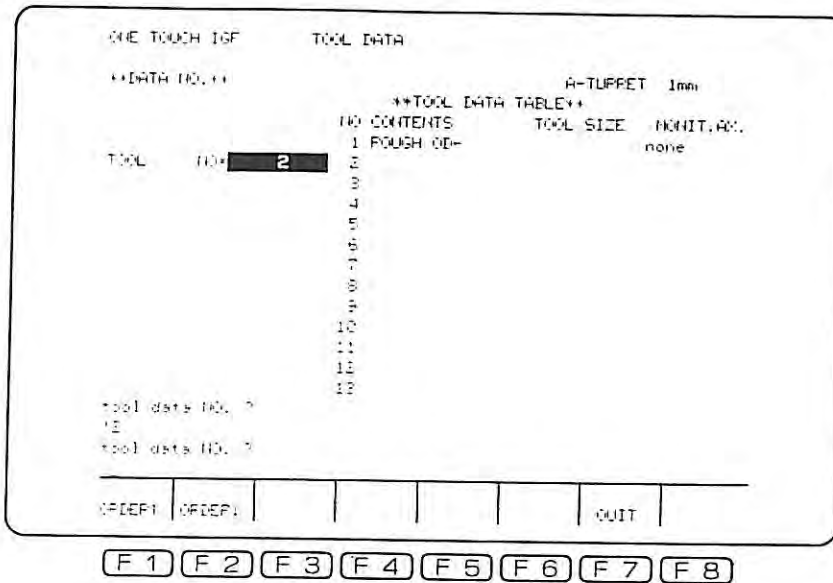 ONE TOUCH IGF TOOL DATA
**DATA NO.**
A-TURRET 1mm
**TOOL DATA TABLE**
NO CONTENTS TOOL SIZE MONIT.AX.
1 ROUGH OD- none
TOOL NO* 2 2
3
4
5
6
7
8
9
10
11
12
13
tool data NO. ?
tool data NO. ?
QUIT
F 1 F 2 F 3 F 4 F 5 F 6 F 7 F 8